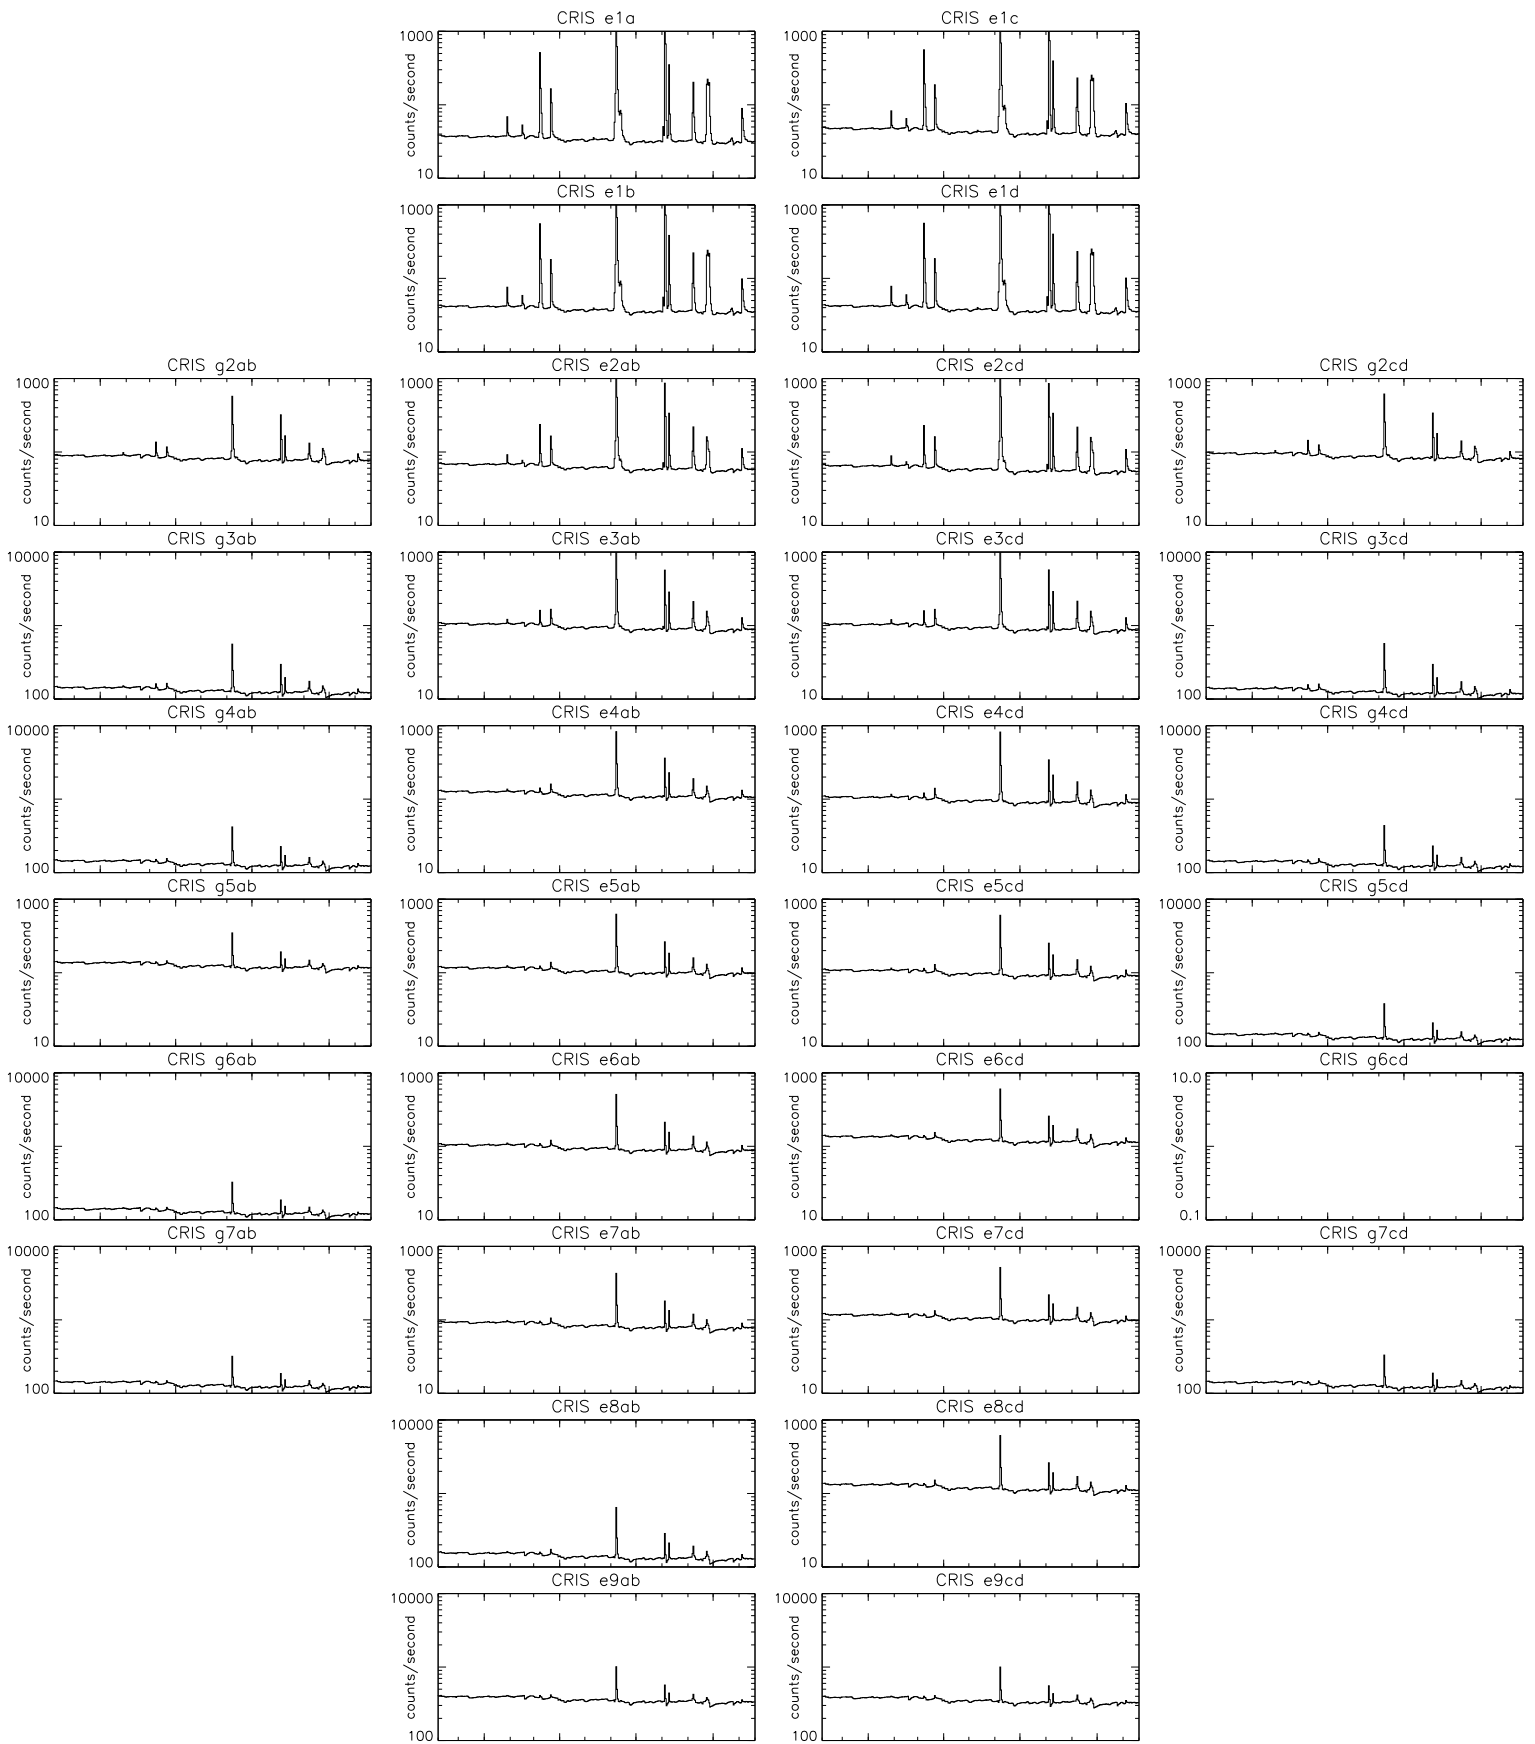 CRIS e1a CRIS e1c
1000 1000
counts/second counts/second
10 10
CRIS e1b CRIS e1d
1000 1000
counts/second counts/second
10 10
CRIS g2ab CRIS e2ab CRIS e2cd CRIS g2cd
1000 1000 1000 1000
counts/second counts/second counts/second counts/second
10 10 10 10
CRIS g3ab CRIS e3ab CRIS e3cd CRIS g3cd
10000 1000 1000 10000
counts/second counts/second counts/second counts/second
100 10 10 100
CRIS g4ab CRIS e4ab CRIS e4cd CRIS g4cd
10000 1000 1000 10000
counts/second counts/second counts/second counts/second
100 10 10 100
CRIS g5ab CRIS e5ab CRIS e5cd CRIS g5cd
1000 1000 1000 10000
counts/second counts/second counts/second counts/second
10 10 10 100
CRIS g6ab CRIS e6ab CRIS e6cd CRIS g6cd
10000 1000 1000 10.0
counts/second counts/second counts/second counts/second
100 10 10 0.1
CRIS g7ab CRIS e7ab CRIS e7cd CRIS g7cd
10000 1000 1000 10000
counts/second counts/second counts/second counts/second
100 10 10 100
CRIS e8ab CRIS e8cd
10000 1000
counts/second counts/second
100 10
CRIS e9ab CRIS e9cd
10000 10000
counts/second counts/second
100 100